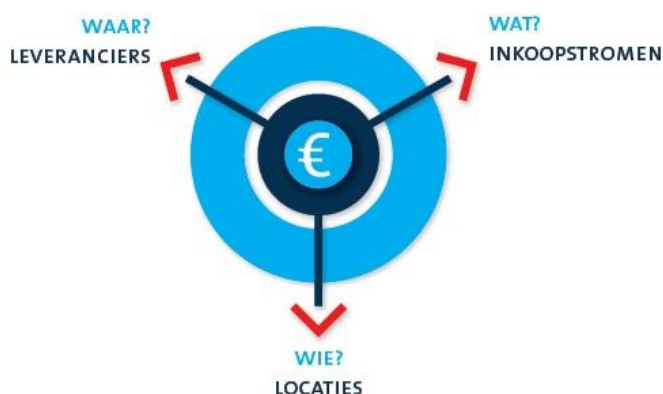 WAAR?
LEVERANCIERS
WAT?
INKOOPSTROMEN
€
WIE?
LOCATIES